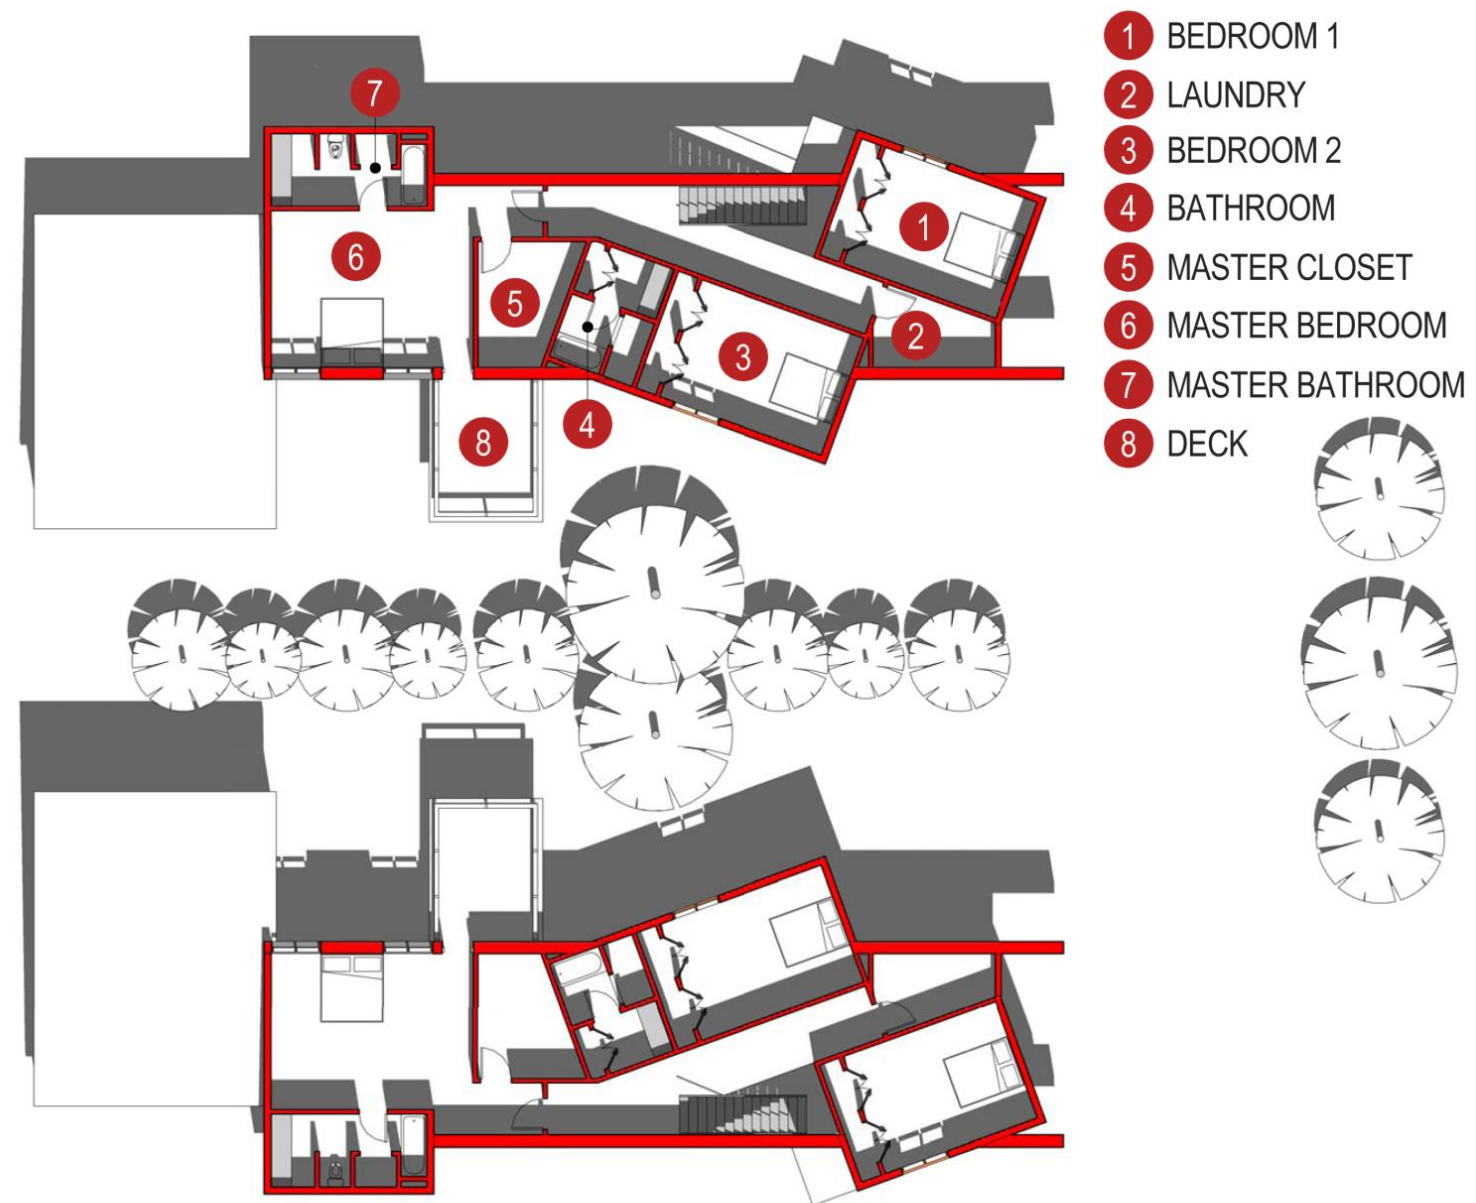 1 BEDROOM 1
2 LAUNDRY
3 BEDROOM 2
4 BATHROOM
5 MASTER CLOSET
6 MASTER BEDROOM
7 MASTER BATHROOM
8 DECK
7
1
6
5
2
3
4
8